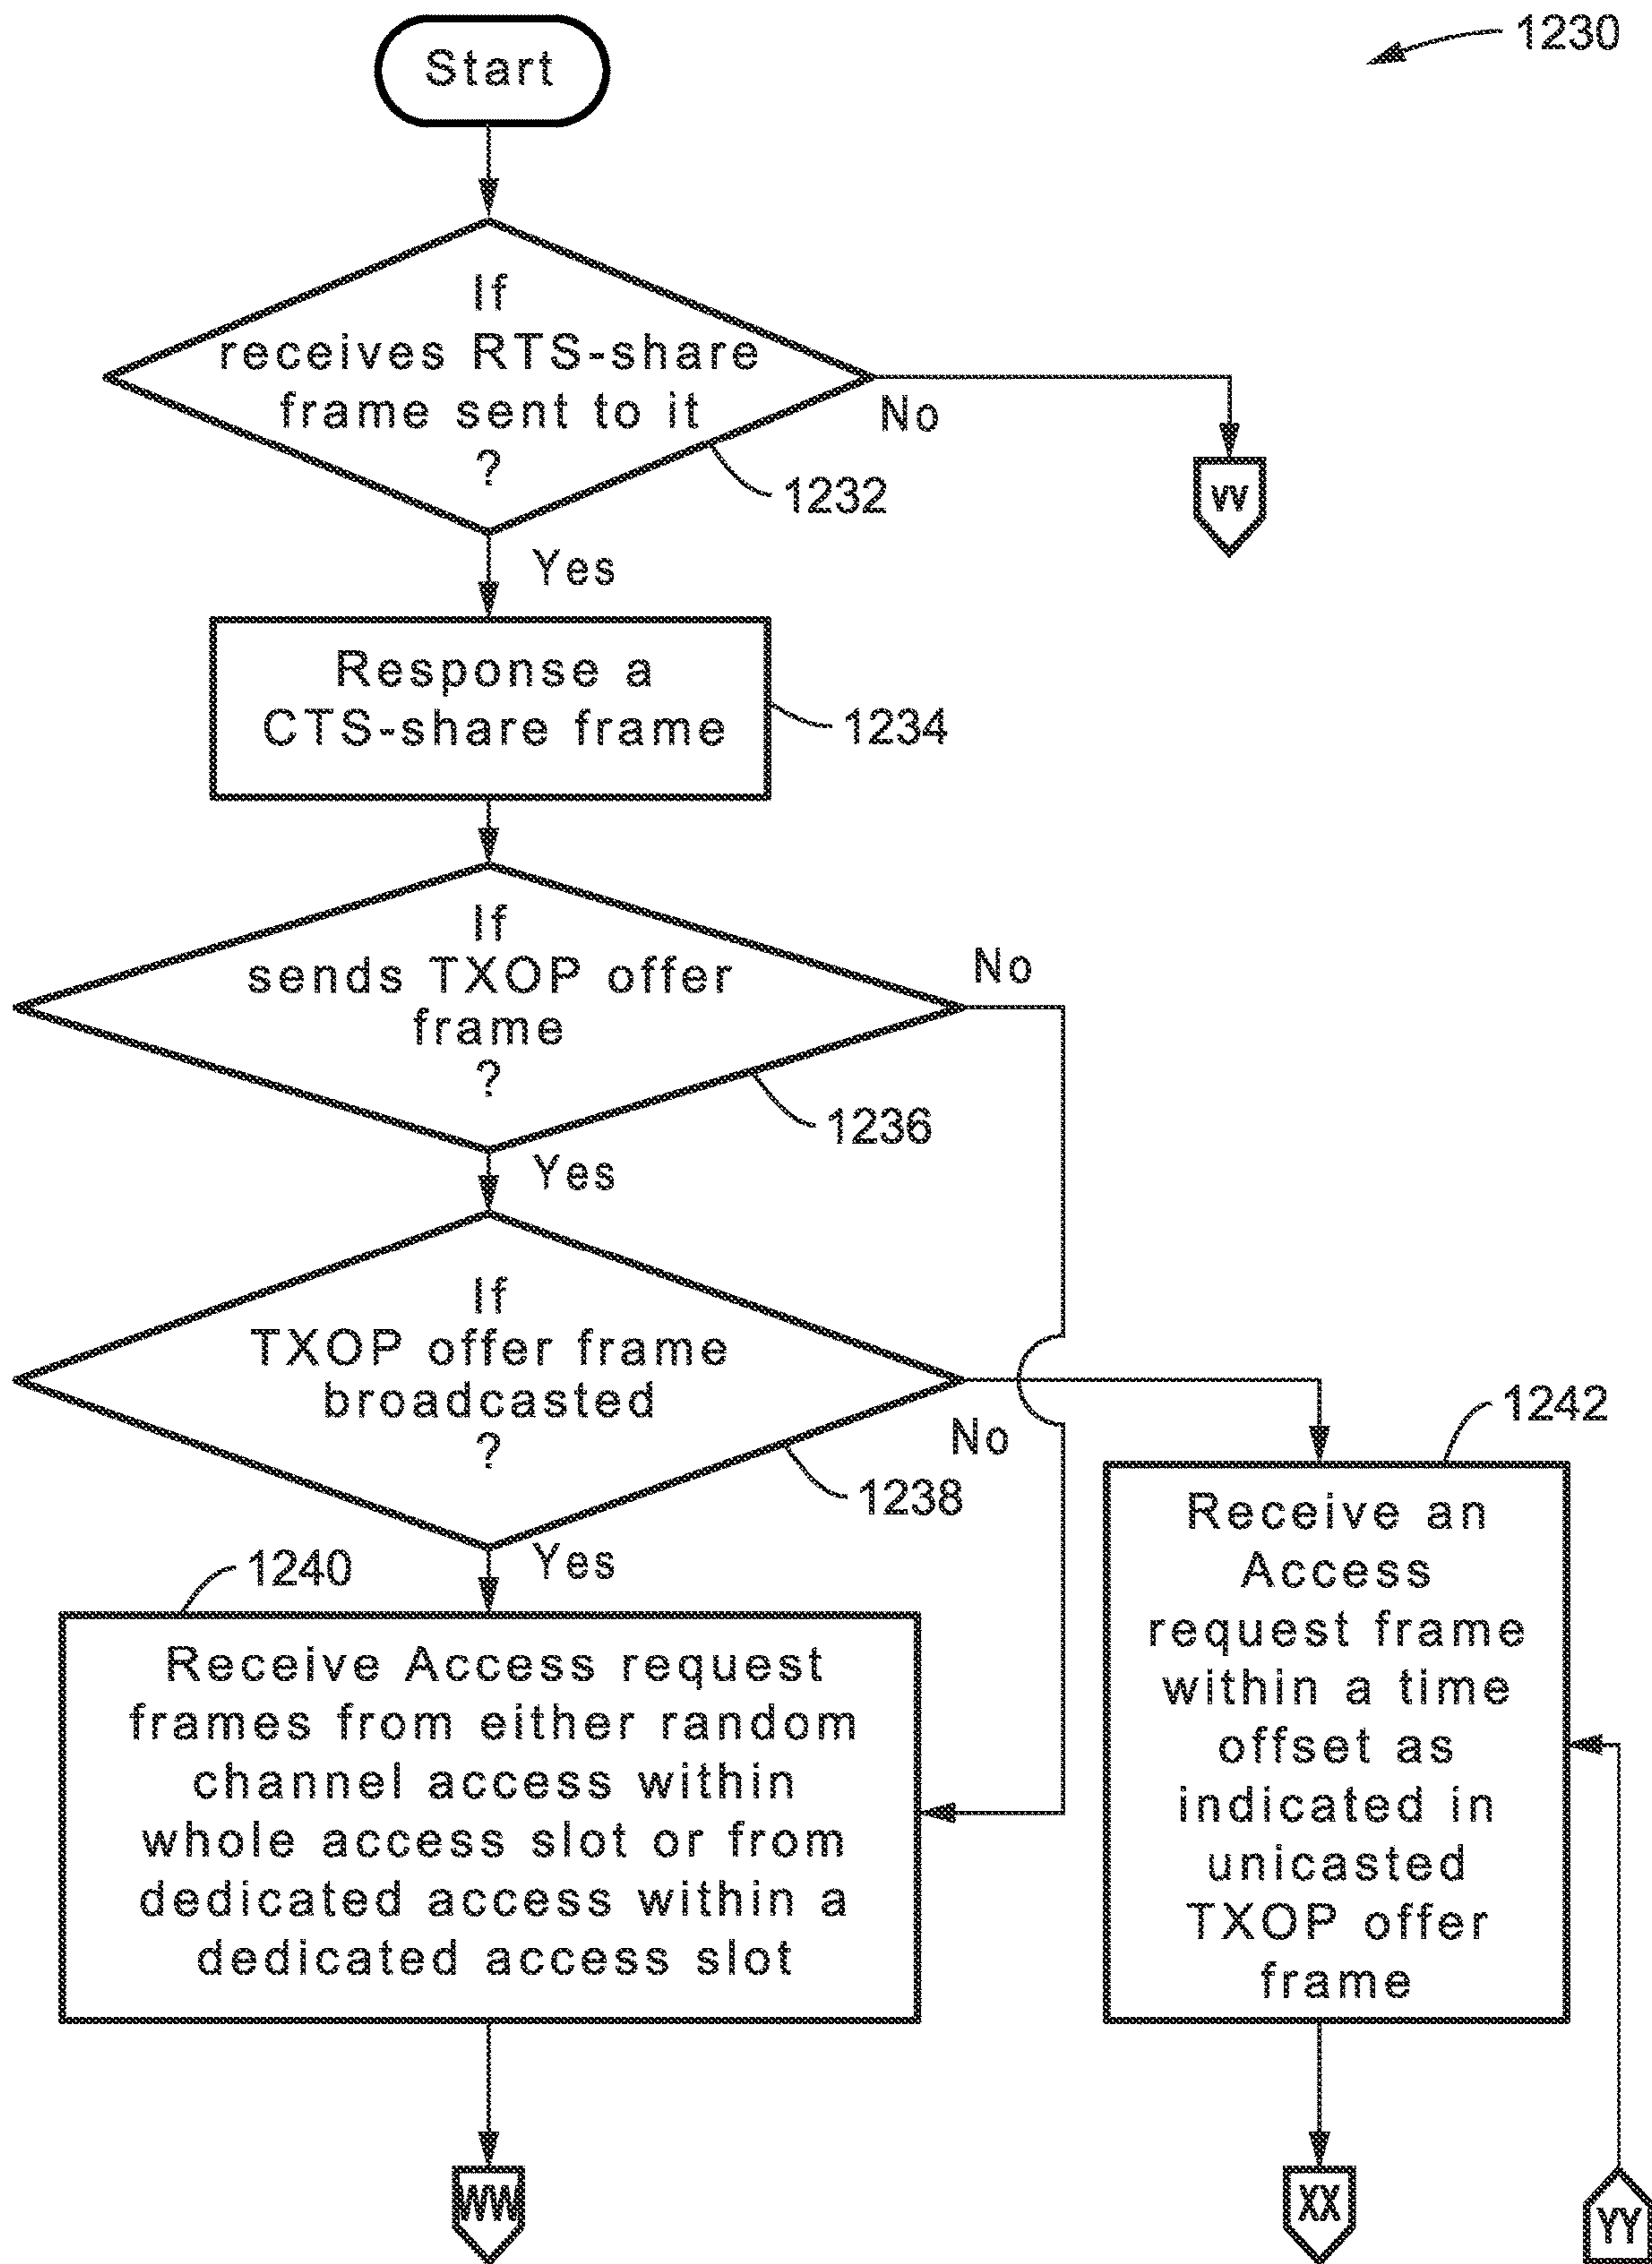 1230
Start
If
receives RTS-share
frame sent to it
?
No
1232
VV
Yes
Response a
CTS-share frame
1234
If
sends TXOP offer
frame
?
No
1236
Yes
If
TXOP offer frame
broadcasted
?
No
1238
Yes
1240
Receive Access request
frames from either random
channel access within
whole access slot or from
dedicated access within a
dedicated access slot
1242
Receive an
Access
request frame
within a time
offset as
indicated in
unicasted
TXOP offer
frame
WW
XX
YY